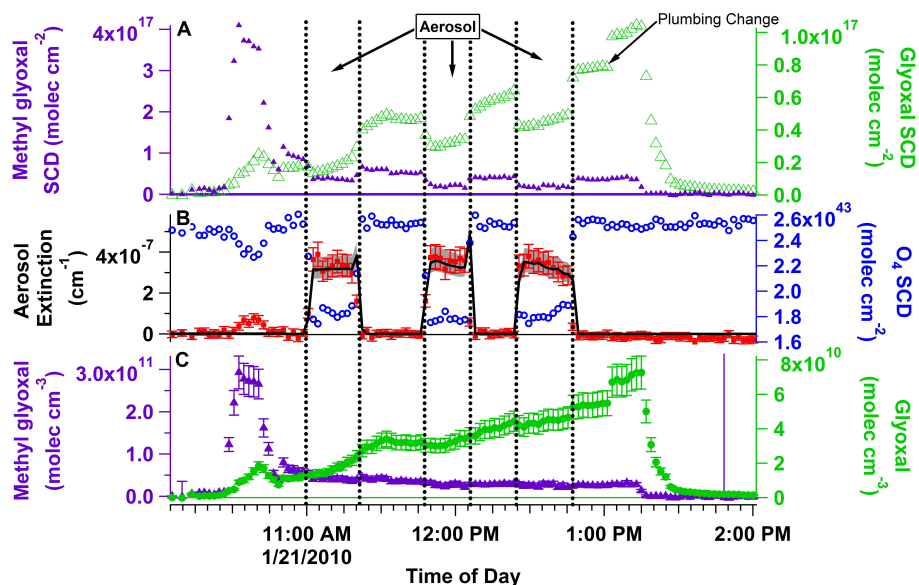 A
Aerosol
Plumbing Change
Methyl glyoxal
SCD (molec cm-2)
4x10^17
3
2
1
0
1.0x10^17
0.8
0.6
0.4
0.2
0.0
Glyoxal SCD
(molec cm-2)
B
Aerosol
Extinction
(cm-1)
4x10^-7
2
0
2.6x10^43
2.4
2.2
2.0
1.8
1.6
O4 SCD
(molec cm-2)
C
Methyl glyoxal
(molec cm-3)
3.0x10^11
2.0
1.0
0.0
8x10^10
6
4
2
0
Glyoxal
(molec cm-3)
11:00 AM
1/21/2010
12:00 PM
1:00 PM
2:00 PM
Time of Day